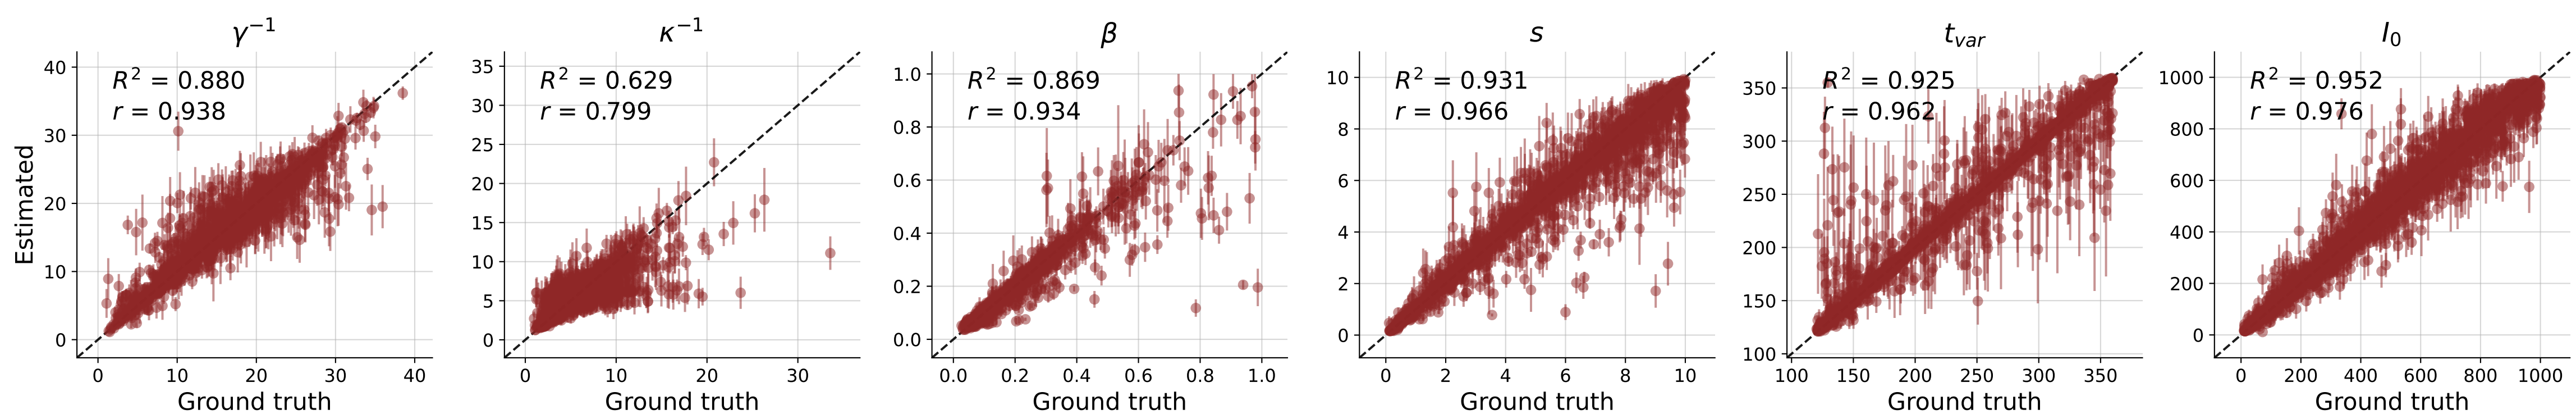 γ⁻¹
R² = 0.880
r = 0.938
Estimated
40
30
20
10
0
0 10 20 30 40
Ground truth
κ⁻¹
R² = 0.629
r = 0.799
35
30
25
20
15
10
5
0
0 10 20 30
Ground truth
β
R² = 0.869
r = 0.934
1.0
0.8
0.6
0.4
0.2
0.0
0.0 0.2 0.4 0.6 0.8 1.0
Ground truth
s
R² = 0.931
r = 0.966
10
8
6
4
2
0
0 2 4 6 8 10
Ground truth
t_var
R² = 0.925
r = 0.962
350
300
250
200
150
100
100 150 200 250 300 350
Ground truth
I₀
R² = 0.952
r = 0.976
1000
800
600
400
200
0
0 200 400 600 800 1000
Ground truth